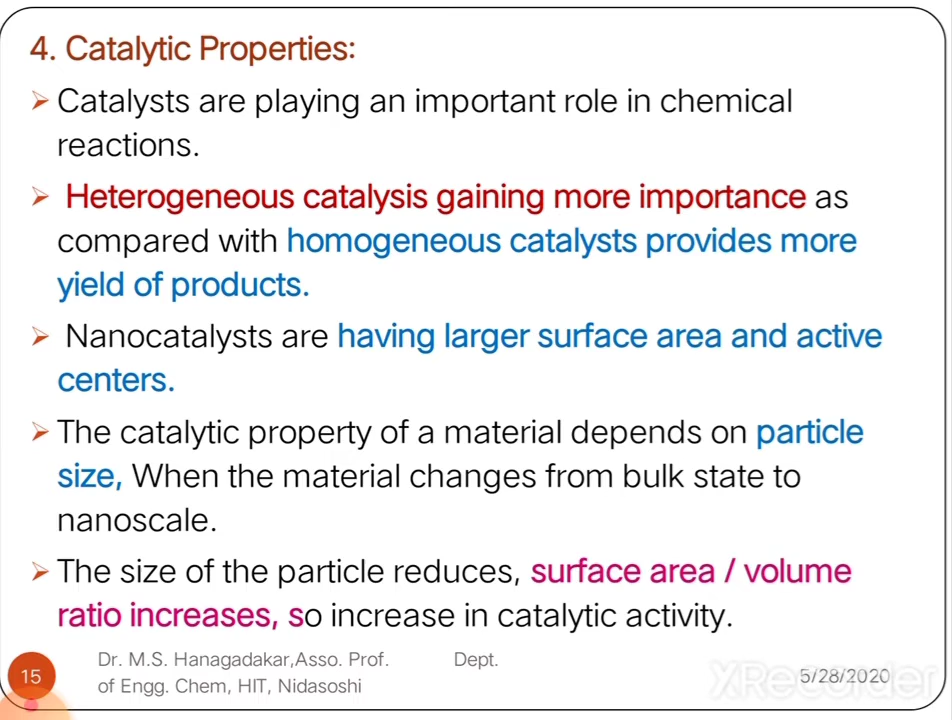 4. Catalytic Properties:
➢ Catalysts are playing an important role in chemical
reactions.
➢ Heterogeneous catalysis gaining more importance as
compared with homogeneous catalysts provides more
yield of products.
➢ Nanocatalysts are having larger surface area and active
centers.
➢ The catalytic property of a material depends on particle
size, When the material changes from bulk state to
nanoscale.
➢ The size of the particle reduces, surface area / volume
ratio increases, so increase in catalytic activity.
15
Dr. M.S. Hanagadakar,Asso. Prof. Dept.
of Engg. Chem, HIT, Nidasoshi
5/28/2020
XRecorder